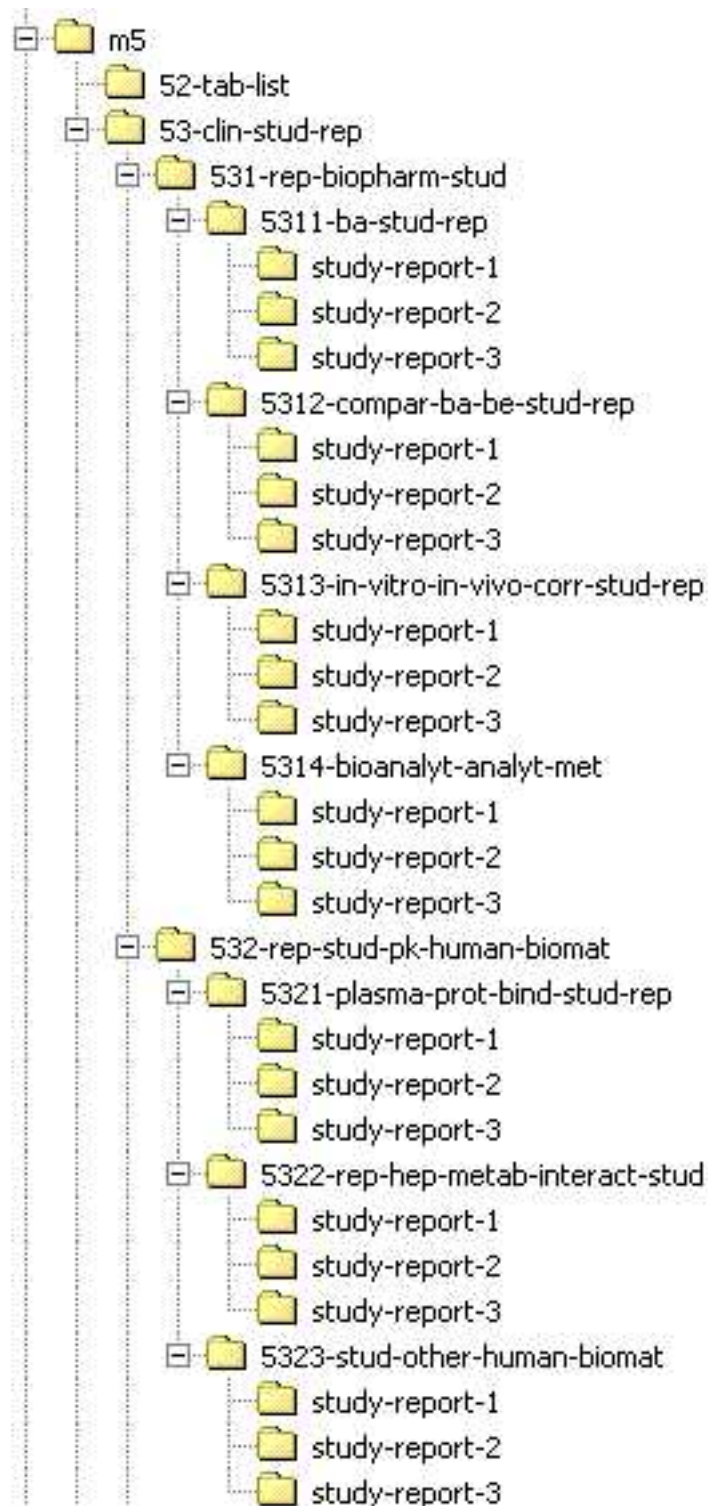 m5
52-tab-list
53-clin-stud-rep
531-rep-biopharm-stud
5311-ba-stud-rep
study-report-1
study-report-2
study-report-3
5312-compar-ba-be-stud-rep
study-report-1
study-report-2
study-report-3
5313-in-vitro-in-vivo-corr-stud-rep
study-report-1
study-report-2
study-report-3
5314-bioanalyt-analyt-met
study-report-1
study-report-2
study-report-3
532-rep-stud-pk-human-biomat
5321-plasma-prot-bind-stud-rep
study-report-1
study-report-2
study-report-3
5322-rep-hep-metab-interact-stud
study-report-1
study-report-2
study-report-3
5323-stud-other-human-biomat
study-report-1
study-report-2
study-report-3